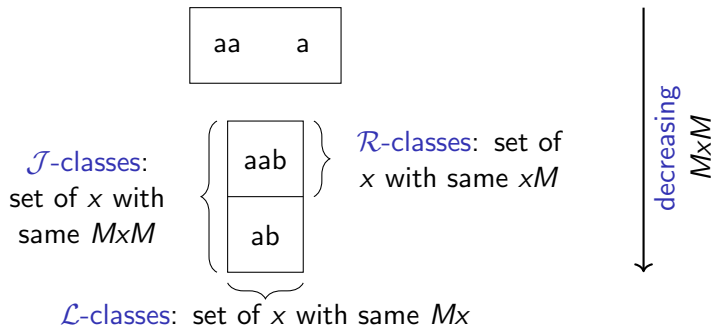 aa a
aab
ab
𝒥-classes:
set of x with
same MxM
ℛ-classes: set of
x with same xM
ℒ-classes: set of x with same Mx
decreasing
MxM